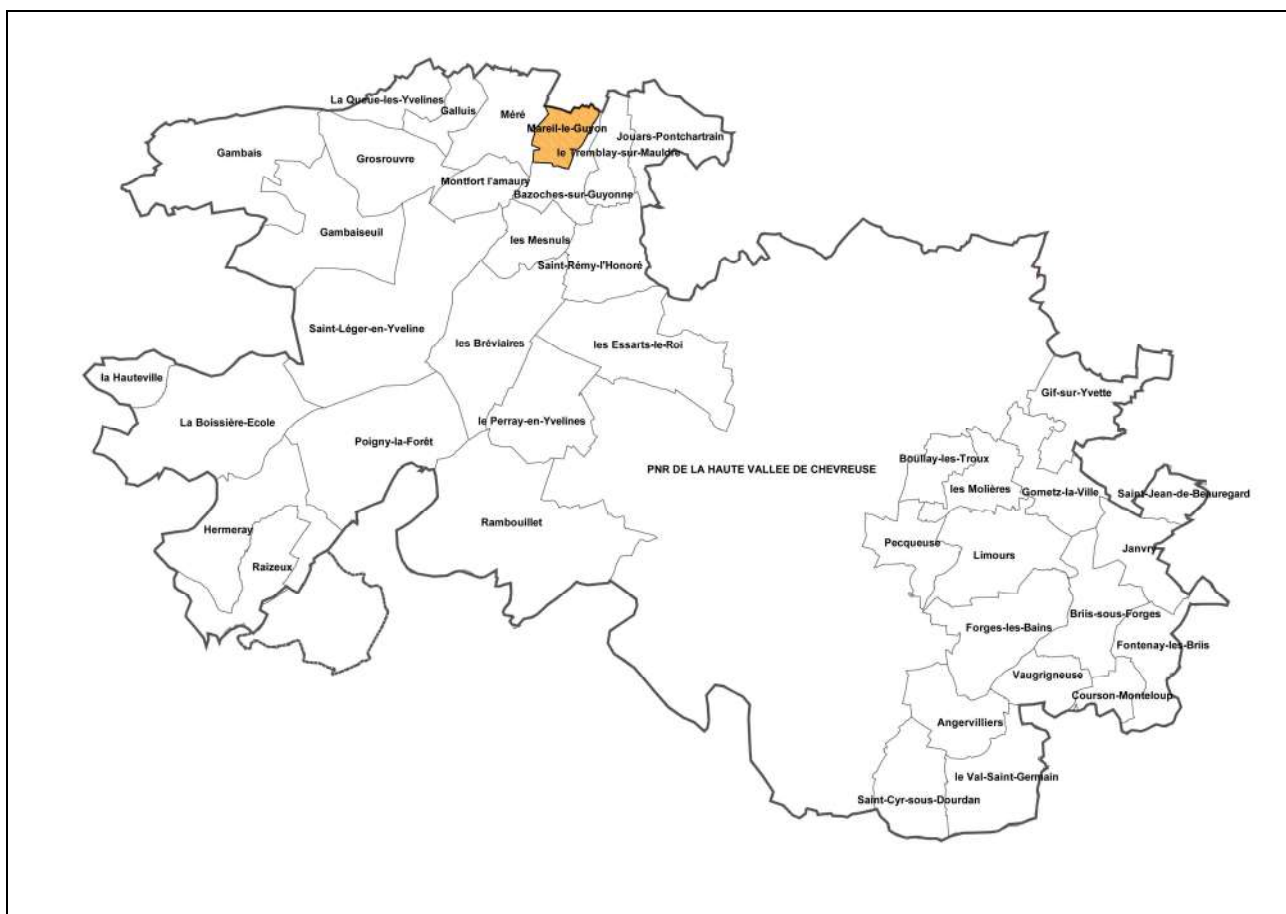 La Queue-les-Yvelines
Galluis
Méré
Mareil-le-Guyon
Jouars-Pontchartrain
le Tremblay-sur-Mauldre
Gambais
Grosrouvre
Montfort l'amaury
Bazoches-sur-Guyonne
Gambaiseuil
les Mesnuls
Saint-Rémy-l'Honoré
Saint-Léger-en-Yveline
les Bréviaires
les Essarts-le-Roi
la Hauteville
Gif-sur-Yvette
La Boissière-Ecole
le Perray-en-Yvelines
Poigny-la-Forêt
Boullay-les-Troux
PNR DE LA HAUTE VALLEE DE CHEVREUSE
les Molières
Gometz-la-Ville
Saint-Jean-de-Beauregard
Rambouillet
Hermeray
Pecqueuse
Limours
Janvry
Raizeux
Briis-sous-Forges
Forges-les-Bains
Fontenay-les-Briis
Vaugrigneuse
Courson-Monteloup
Angervilliers
le Val-Saint-Germain
Saint-Cyr-sous-Dourdan